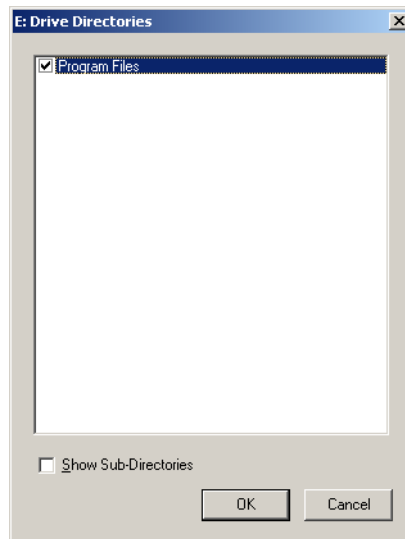 E: Drive Directories
Program Files
Show Sub-Directories
OK
Cancel